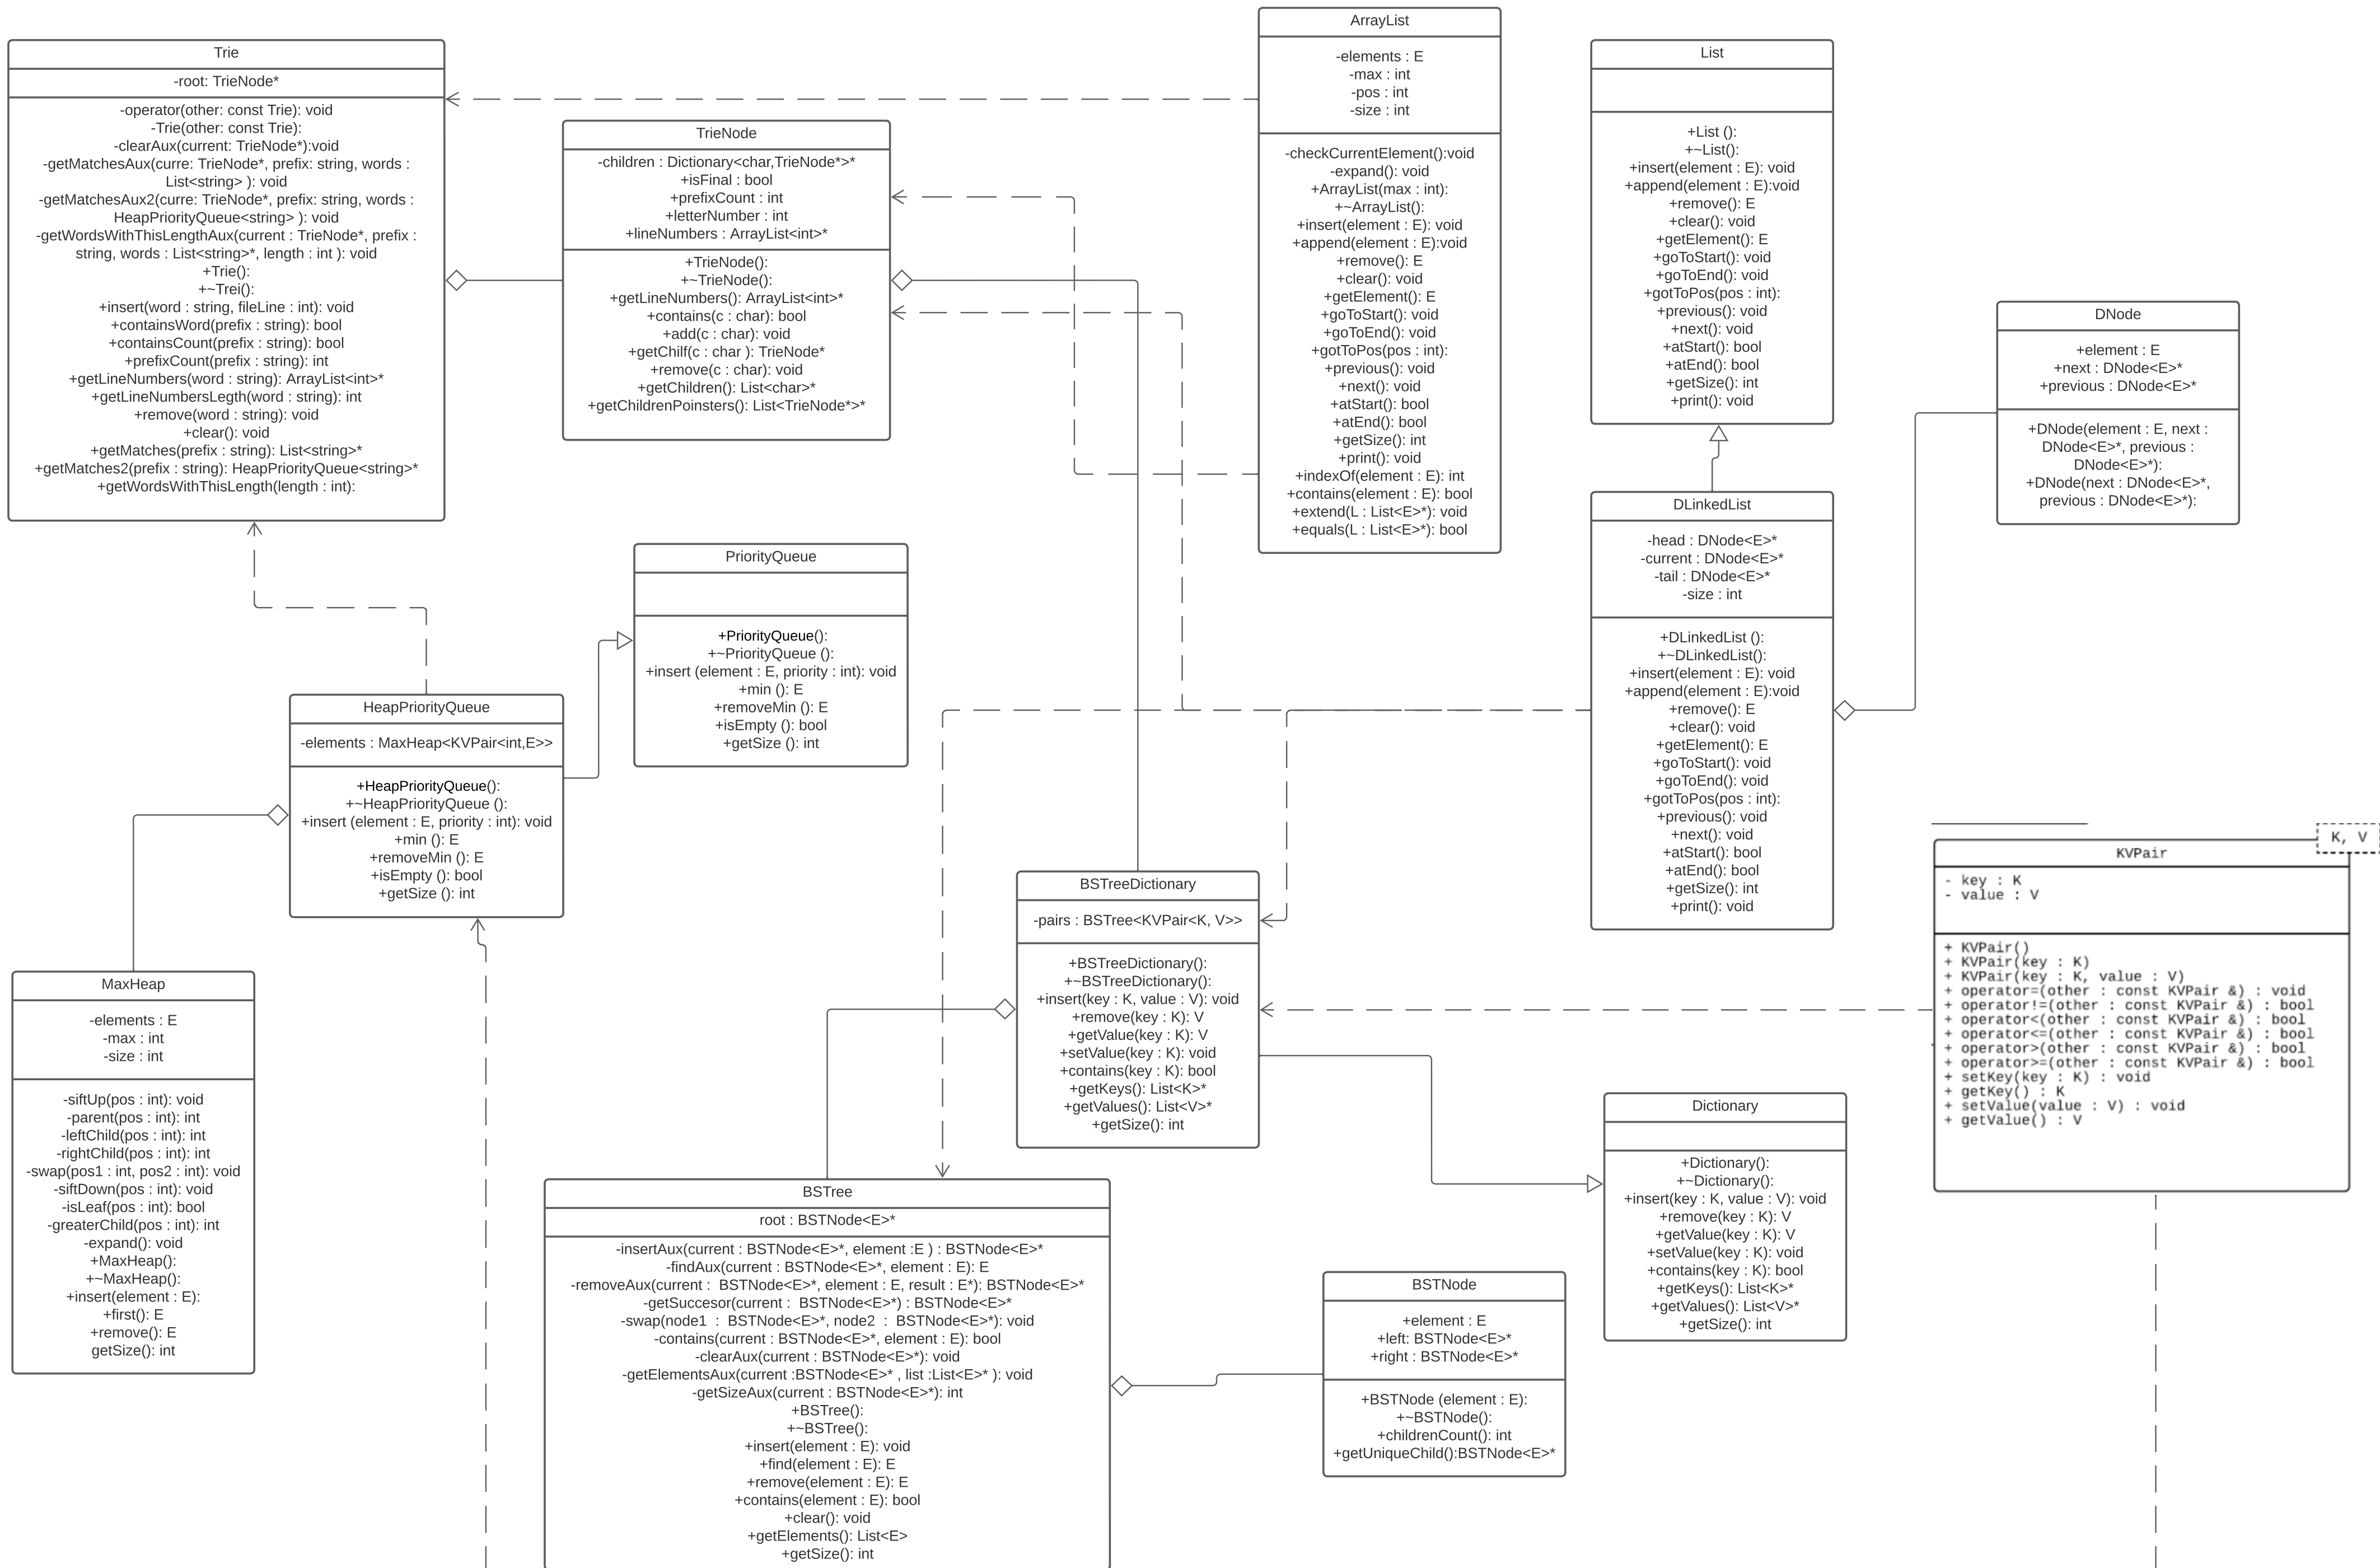 Trie
-root: TrieNode*
-operator(other: const Trie): void
-Trie(other: const Trie):
-clearAux(current: TrieNode*):void
-getMatchesAux(curre: TrieNode*, prefix: string, words :
List<string> ): void
-getMatchesAux2(curre: TrieNode*, prefix: string, words :
HeapPriorityQueue<string> ): void
-getWordsWithThisLengthAux(current : TrieNode*, prefix :
string, words : List<string>*, length : int ): void
+Trie():
+~Trei():
+insert(word : string, fileLine : int): void
+containsWord(prefix : string): bool
+containsCount(prefix : string): bool
+prefixCount(prefix : string): int
+getLineNumbers(word : string): ArrayList<int>*
+getLineNumbersLegth(word : string): int
+remove(word : string): void
+clear(): void
+getMatches(prefix : string): List<string>*
+getMatches2(prefix : string): HeapPriorityQueue<string>*
+getWordsWithThisLength(length : int):
TrieNode
-children : Dictionary<char,TrieNode*>*
+isFinal : bool
+prefixCount : int
+letterNumber : int
+lineNumbers : ArrayList<int>*
+TrieNode():
+~TrieNode():
+getLineNumbers(): ArrayList<int>*
+contains(c : char): bool
+add(c : char): void
+getChilf(c : char ): TrieNode*
+remove(c : char): void
+getChildren(): List<char>*
+getChildrenPoinsters(): List<TrieNode*>*
ArrayList
-elements : E
-max : int
-pos : int
-size : int
-checkCurrentElement():void
-expand(): void
+ArrayList(max : int):
+~ArrayList():
+insert(element : E): void
+append(element : E):void
+remove(): E
+clear(): void
+getElement(): E
+goToStart(): void
+goToEnd(): void
+gotToPos(pos : int):
+previous(): void
+next(): void
+atStart(): bool
+atEnd(): bool
+getSize(): int
+print(): void
+indexOf(element : E): int
+contains(element : E): bool
+extend(L : List<E>*): void
+equals(L : List<E>*): bool
List
+List ():
+~List():
+insert(element : E): void
+append(element : E):void
+remove(): E
+clear(): void
+getElement(): E
+goToStart(): void
+goToEnd(): void
+gotToPos(pos : int):
+previous(): void
+next(): void
+atStart(): bool
+atEnd(): bool
+getSize(): int
+print(): void
DNode
+element : E
+next : DNode<E>*
+previous : DNode<E>*
+DNode(element : E, next :
DNode<E>*, previous :
DNode<E>*):
+DNode(next : DNode<E>*,
previous : DNode<E>*):
DLinkedList
-head : DNode<E>*
-current : DNode<E>*
-tail : DNode<E>*
-size : int
+DLinkedList ():
+~DLinkedList():
+insert(element : E): void
+append(element : E):void
+remove(): E
+clear(): void
+getElement(): E
+goToStart(): void
+goToEnd(): void
+gotToPos(pos : int):
+previous(): void
+next(): void
+atStart(): bool
+atEnd(): bool
+getSize(): int
+print(): void
PriorityQueue
+PriorityQueue():
+~PriorityQueue ():
+insert (element : E, priority : int): void
+min (): E
+removeMin (): E
+isEmpty (): bool
+getSize (): int
HeapPriorityQueue
-elements : MaxHeap<KVPair<int,E>>
+HeapPriorityQueue():
+~HeapPriorityQueue ():
+insert (element : E, priority : int): void
+min (): E
+removeMin (): E
+isEmpty (): bool
+getSize (): int
MaxHeap
-elements : E
-max : int
-size : int
-siftUp(pos : int): void
-parent(pos : int): int
-leftChild(pos : int): int
-rightChild(pos : int): int
-swap(pos1 : int, pos2 : int): void
-siftDown(pos : int): void
-isLeaf(pos : int): bool
-greaterChild(pos : int): int
-expand(): void
+MaxHeap():
+~MaxHeap():
+insert(element : E):
+first(): E
+remove(): E
getSize(): int
BSTreeDictionary
-pairs : BSTree<KVPair<K, V>>
+BSTreeDictionary():
+~BSTreeDictionary():
+insert(key : K, value : V): void
+remove(key : K): V
+getValue(key : K): V
+setValue(key : K): void
+contains(key : K): bool
+getKeys(): List<K>*
+getValues(): List<V>*
+getSize(): int
K, V
KVPair
- key : K
- value : V
+ KVPair()
+ KVPair(key : K)
+ KVPair(key : K, value : V)
+ operator=(other : const KVPair &) : void
+ operator!=(other : const KVPair &) : bool
+ operator<(other : const KVPair &) : bool
+ operator<=(other : const KVPair &) : bool
+ operator>(other : const KVPair &) : bool
+ operator>=(other : const KVPair &) : bool
+ setKey(key : K) : void
+ getKey() : K
+ setValue(value : V) : void
+ getValue() : V
Dictionary
+Dictionary():
+~Dictionary():
+insert(key : K, value : V): void
+remove(key : K): V
+getValue(key : K): V
+setValue(key : K): void
+contains(key : K): bool
+getKeys(): List<K>*
+getValues(): List<V>*
+getSize(): int
BSTree
root : BSTNode<E>*
-insertAux(current : BSTNode<E>*, element :E ) : BSTNode<E>*
-findAux(current : BSTNode<E>*, element : E): E
-removeAux(current :  BSTNode<E>*, element : E, result : E*): BSTNode<E>*
-getSuccesor(current :  BSTNode<E>*) : BSTNode<E>*
-swap(node1  :  BSTNode<E>*, node2  :  BSTNode<E>*): void
-contains(current : BSTNode<E>*, element : E): bool
-clearAux(current : BSTNode<E>*): void
-getElementsAux(current :BSTNode<E>* , list :List<E>* ): void
-getSizeAux(current : BSTNode<E>*): int
+BSTree():
+~BSTree():
+insert(element : E): void
+find(element : E): E
+remove(element : E): E
+contains(element : E): bool
+clear(): void
+getElements(): List<E>
+getSize(): int
BSTNode
+element : E
+left: BSTNode<E>*
+right : BSTNode<E>*
+BSTNode (element : E):
+~BSTNode():
+childrenCount(): int
+getUniqueChild():BSTNode<E>*